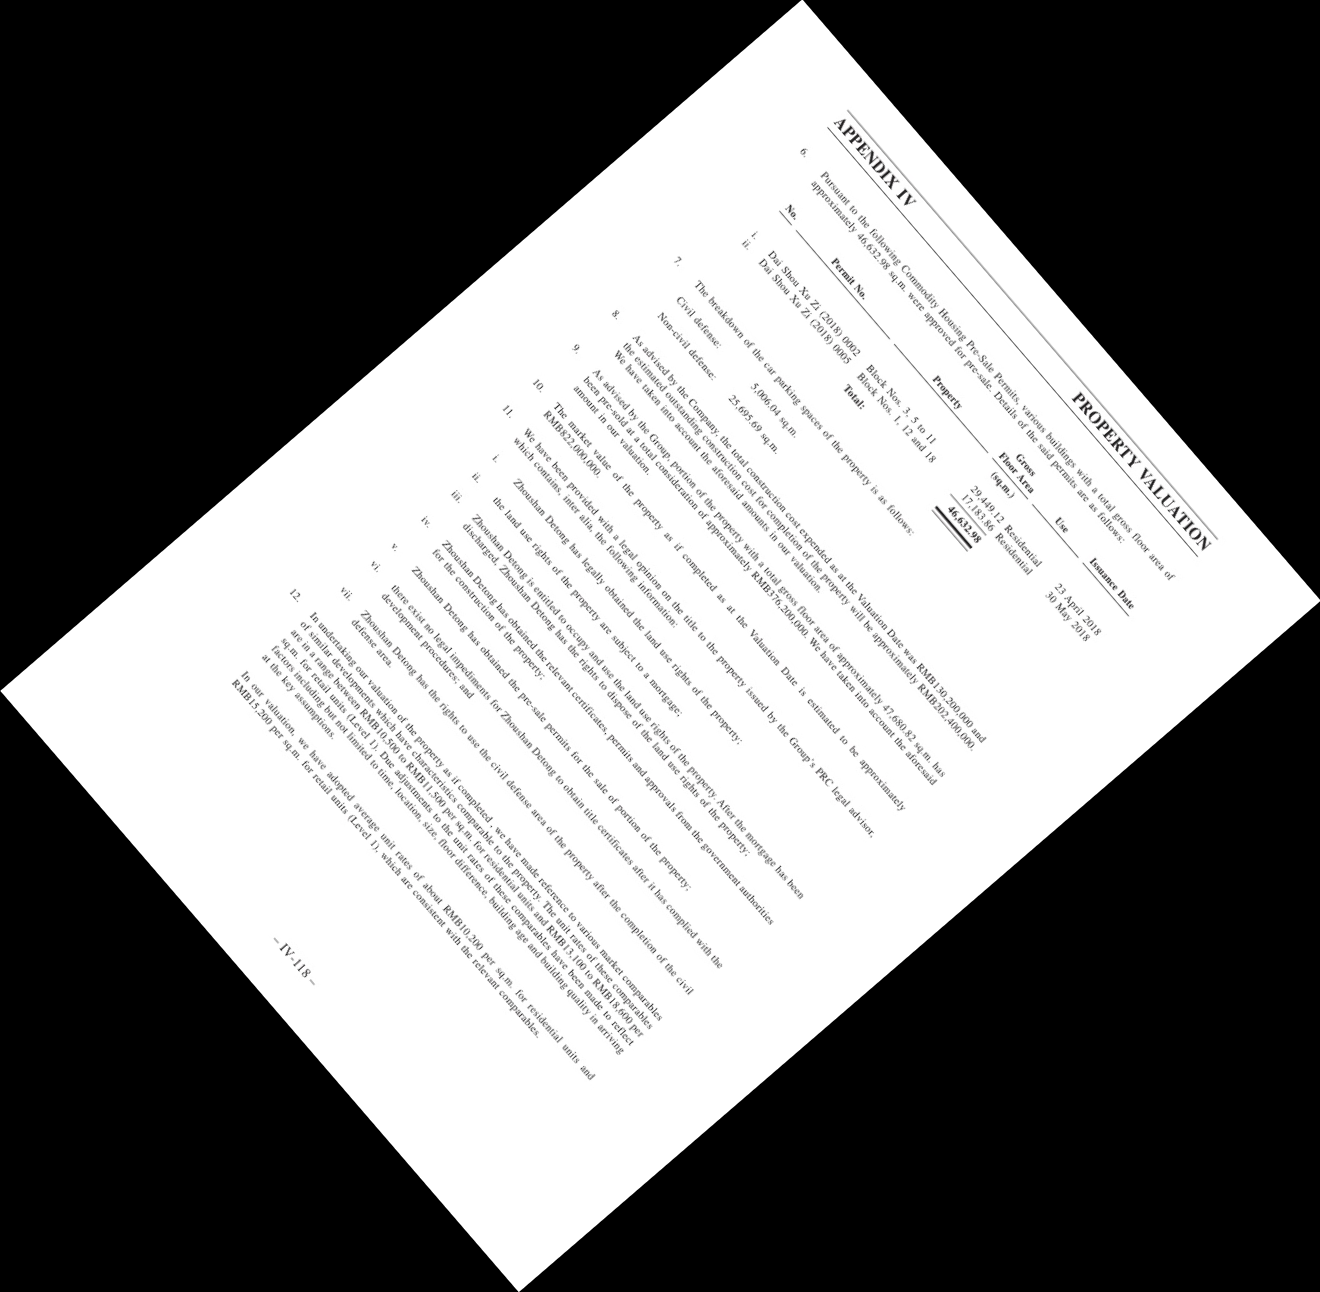 APPENDIX IV PROPERTY VALUATION
6. Pursuant to the following Commodity Housing Pre-Sale Permits, various buildings with a total gross floor area of
approximately 46,632.98 sq.m. were approved for pre-sale. Details of the said permits are as follows:
No. Permit No. Property Gross Floor Area (sq.m.) Use Issuance Date
i. Dai Shou Xu Zi (2018) 0002 Block Nos. 3, 5 to 11 29,449.12 Residential 23 April 2018
ii. Dai Shou Xu Zi (2018) 0005 Block Nos. 1, 12 and 18 17,183.86 Residential 30 May 2018
Total: 46,632.98
7. The breakdown of the car parking spaces of the property is as follows:
Civil defense: 5,006.04 sq.m.
Non-civil defense: 25,695.69 sq.m.
8. As advised by the Company, the total construction cost expended as at the Valuation Date was RMB130,200,000 and
the estimated outstanding construction cost for completion of the property will be approximately RMB202,400,000.
We have taken into account the aforesaid amounts in our valuation.
9. As advised by the Group, portion of the property with a total gross floor area of approximately 47,680.82 sq.m. has
been pre-sold at a total consideration of approximately RMB376,200,000. We have taken into account the aforesaid
amount in our valuation.
10. The market value of the property as if completed as at the Valuation Date is estimated to be approximately
RMB822,000,000.
11. We have been provided with a legal opinion on the title to the property issued by the Group's PRC legal advisor,
which contains, inter alia, the following information:
i. Zhoushan Detong has legally obtained the land use rights of the property;
ii. the land use rights of the property are subject to a mortgage;
iii. Zhoushan Detong is entitled to occupy and use the land use rights of the property. After the mortgage has been
discharged, Zhoushan Detong has the rights to dispose of the land use rights of the property;
iv. Zhoushan Detong has obtained the relevant certificates, permits and approvals from the government authorities
for the construction of the property;
v. Zhoushan Detong has obtained the pre-sale permits for the sale of portion of the property;
vi. there exist no legal impediments for Zhoushan Detong to obtain title certificates after it has complied with the
development procedures; and
vii. Zhoushan Detong has the rights to use the civil defense area of the property after the completion of the civil
defense area.
12. In undertaking our valuation of the property as if completed , we have made reference to various market comparables
of similar developments which have characteristics comparable to the property. The unit rates of these comparables
are in a range between RMB10,500 to RMB11,500 per sq.m. for residential units and RMB13,100 to RMB18,600 per
sq.m. for retail units (Level 1). Due adjustments to the unit rates of these comparables have been made to reflect
factors including but not limited to time, location, size, floor difference, building age and building quality in arriving
at the key assumptions.
In our valuation, we have adopted average unit rates of about RMB10,200 per sq.m. for residential units and
RMB15,200 per sq.m. for retail units (Level 1), which are consistent with the relevant comparables.
– IV-118 –